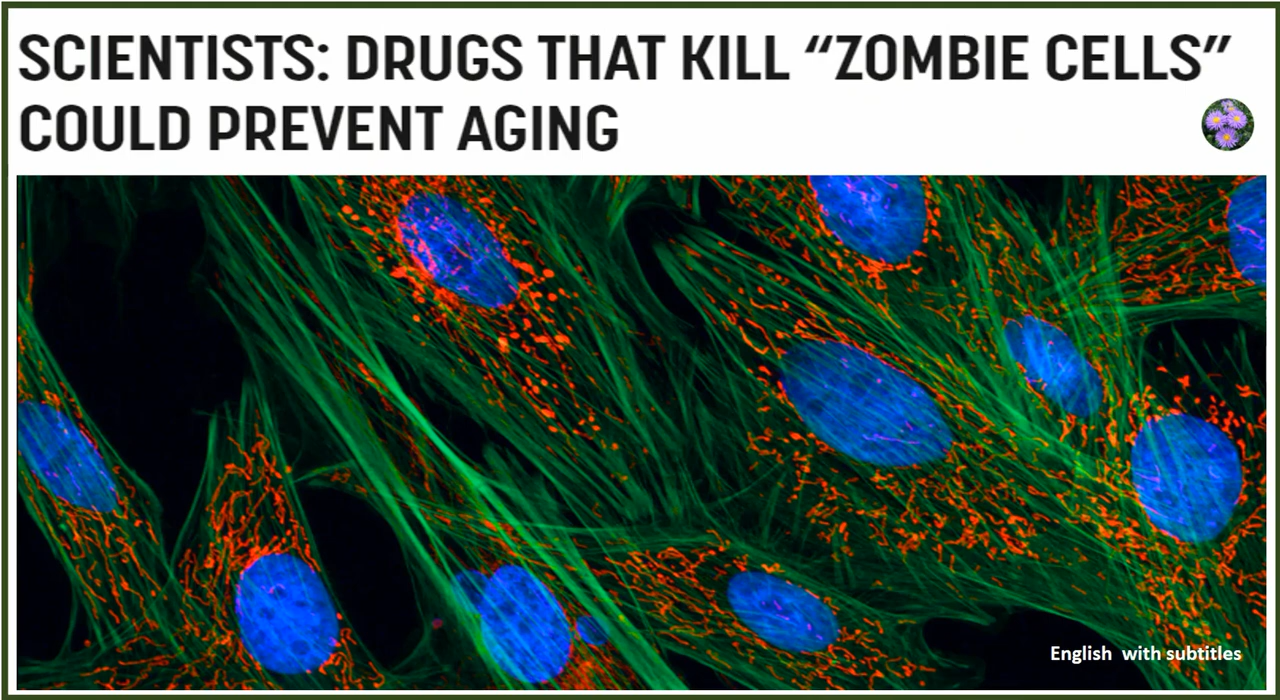 SCIENTISTS: DRUGS THAT KILL “ZOMBIE CELLS”
COULD PREVENT AGING
English with subtitles